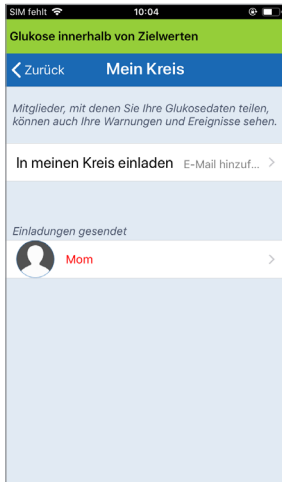 SIM fehlt 10:04
Glukose innerhalb von Zielwerten
Zurück Mein Kreis
Mitglieder, mit denen Sie Ihre Glukosedaten teilen,
können auch Ihre Warnungen und Ereignisse sehen.
In meinen Kreis einladen E-Mail hinzuf...
Einladungen gesendet
Mom